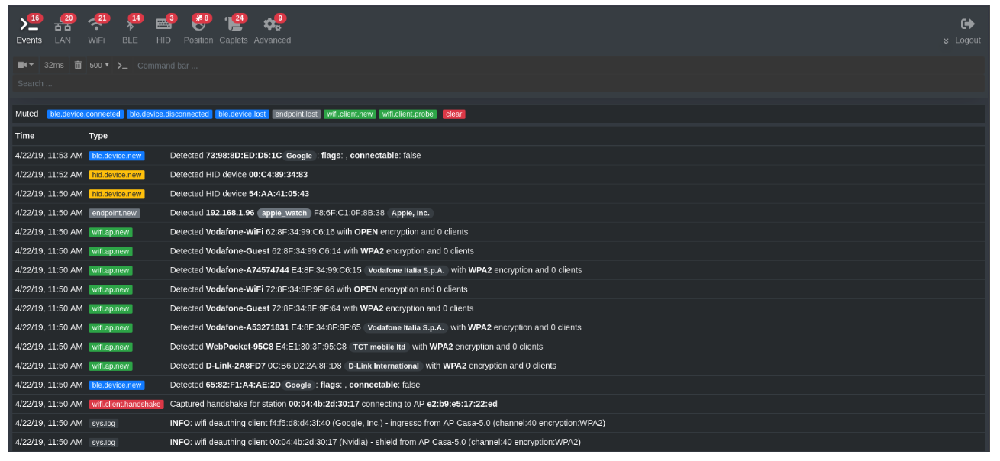 16 20 21 14 3 8 24 9
Events LAN WiFi BLE HID Position Caplets Advanced Logout
32ms 500 Command bar ...
Search ...
Muted ble.device.connected ble.device.disconnected ble.device.lost endpoint.lost wifi.client.new wifi.client.probe clear
Time Type
4/22/19, 11:53 AM ble.device.new Detected 73:98:8D:ED:D5:1C Google : flags: , connectable: false
4/22/19, 11:52 AM hid.device.new Detected HID device 00:C4:89:34:83
4/22/19, 11:50 AM hid.device.new Detected HID device 54:AA:41:05:43
4/22/19, 11:50 AM endpoint.new Detected 192.168.1.96 apple_watch F8:6F:C1:0F:8B:38 Apple, Inc.
4/22/19, 11:50 AM wifi.ap.new Detected Vodafone-WiFi 62:8F:34:99:C6:16 with OPEN encryption and 0 clients
4/22/19, 11:50 AM wifi.ap.new Detected Vodafone-Guest 62:8F:34:99:C6:14 with WPA2 encryption and 0 clients
4/22/19, 11:50 AM wifi.ap.new Detected Vodafone-A74574744 E4:8F:34:99:C6:15 Vodafone Italia S.p.A. with WPA2 encryption and 0 clients
4/22/19, 11:50 AM wifi.ap.new Detected Vodafone-WiFi 72:8F:34:8F:9F:66 with OPEN encryption and 0 clients
4/22/19, 11:50 AM wifi.ap.new Detected Vodafone-Guest 72:8F:34:8F:9F:64 with WPA2 encryption and 0 clients
4/22/19, 11:50 AM wifi.ap.new Detected Vodafone-A53271831 E4:8F:34:8F:9F:65 Vodafone Italia S.p.A. with WPA2 encryption and 0 clients
4/22/19, 11:50 AM wifi.ap.new Detected WebPocket-95C8 E4:E1:30:3F:95:C8 TCT mobile ltd with WPA2 encryption and 0 clients
4/22/19, 11:50 AM wifi.ap.new Detected D-Link-2A8FD7 0C:B6:D2:2A:8F:D8 D-Link International with WPA2 encryption and 0 clients
4/22/19, 11:50 AM ble.device.new Detected 65:82:F1:A4:AE:2D Google : flags: , connectable: false
4/22/19, 11:50 AM wifi.client.handshake Captured handshake for station 00:04:4b:2d:30:17 connecting to AP e2:b9:e5:17:22:ed
4/22/19, 11:50 AM sys.log INFO: wifi deauthing client f4:f5:d8:d4:3f:40 (Google, Inc.) - ingresso from AP Casa-5.0 (channel:40 encryption:WPA2)
4/22/19, 11:50 AM sys.log INFO: wifi deauthing client 00:04:4b:2d:30:17 (Nvidia) - shield from AP Casa-5.0 (channel:40 encryption:WPA2)